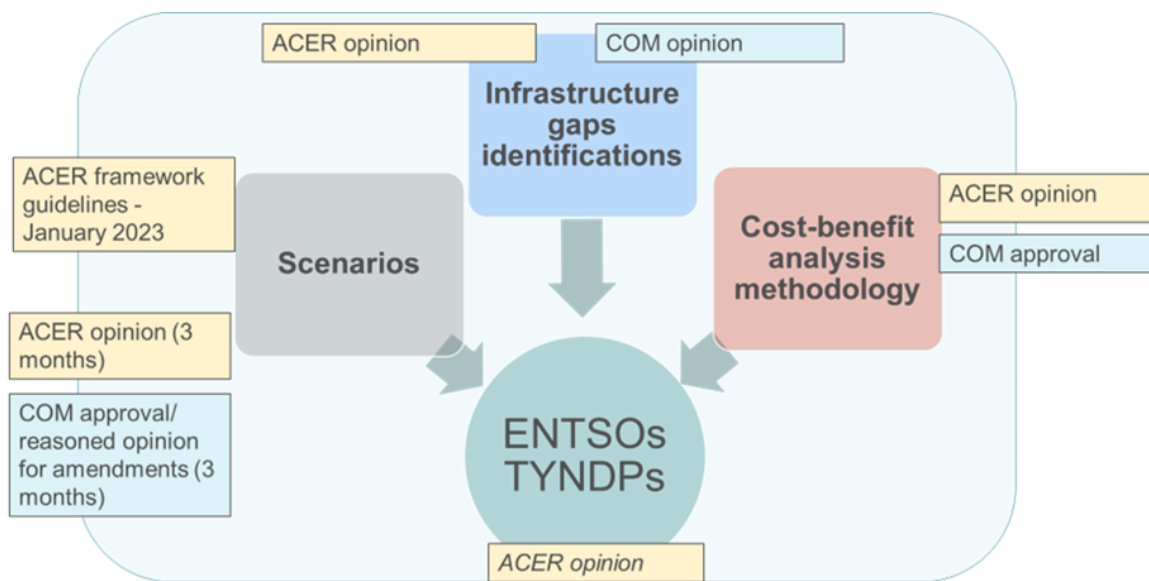 ACER opinion
COM opinion
Infrastructure
gaps
identifications
ACER framework
guidelines -
January 2023
Scenarios
ACER opinion (3
months)
COM approval/
reasoned opinion
for amendments (3
months)
Cost-benefit
analysis
methodology
ACER opinion
COM approval
ENTSOs
TYNDPs
ACER opinion